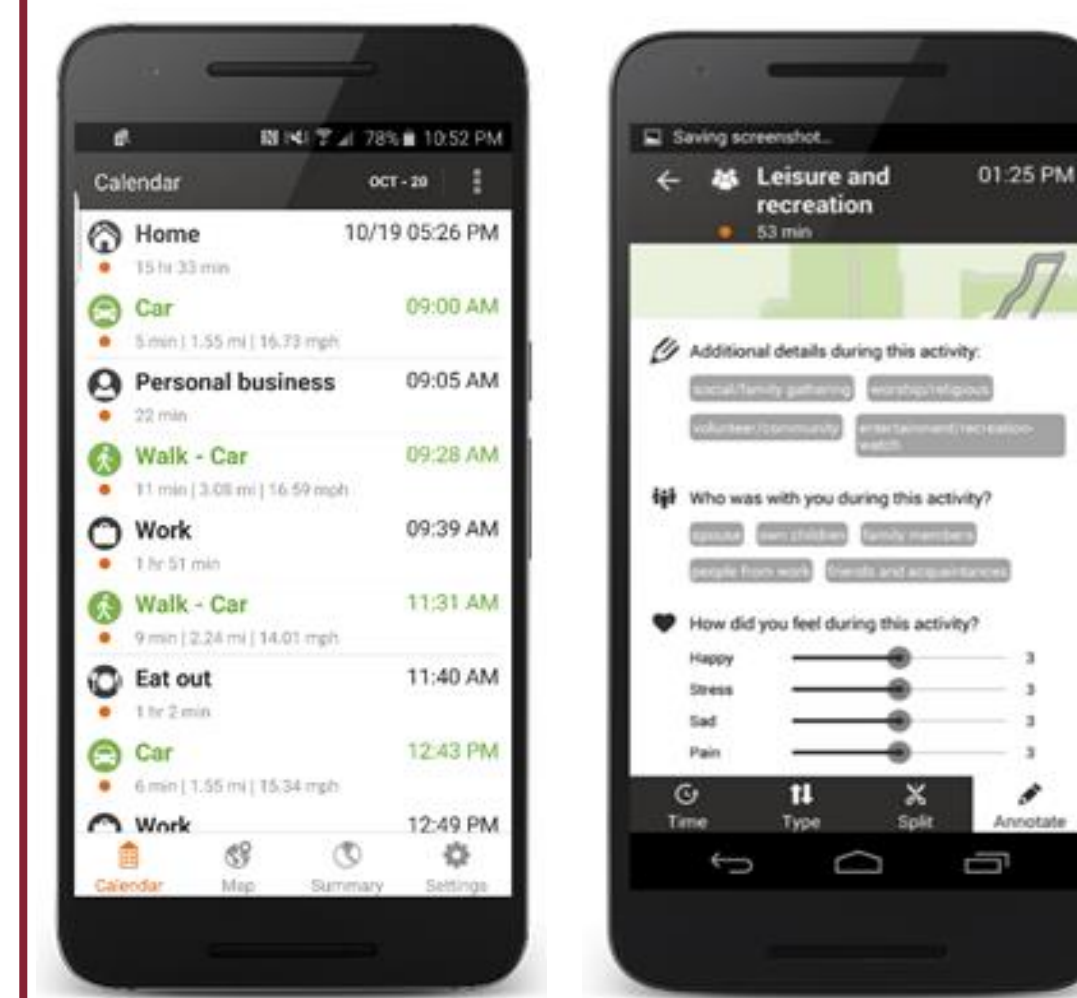 78% 10:52 PM
Calendar OCT - 20
Home 10/19 05:26 PM
15 hr 33 min
Car 09:00 AM
5 min | 1.55 mi | 16.73 mph
Personal business 09:05 AM
22 min
Walk - Car 09:28 AM
11 min | 3.08 mi | 16.59 mph
Work 09:39 AM
1 hr 51 min
Walk - Car 11:31 AM
9 min | 2.24 mi | 14.01 mph
Eat out 11:40 AM
1 hr 2 min
Car 12:43 PM
6 min | 1.55 mi | 15.34 mph
Work 12:49 PM
Calendar Map Summary Settings
Saving screenshot...
Leisure and 01:25 PM
recreation
53 min
Additional details during this activity:
social/family gathering worship/religious
volunteer/community entertainment/recreation-
watch
Who was with you during this activity?
spouse own children family members
people from work friends and acquaintances
How did you feel during this activity?
Happy 3
Stress 3
Sad 3
Pain 3
Time Type Split Annotate